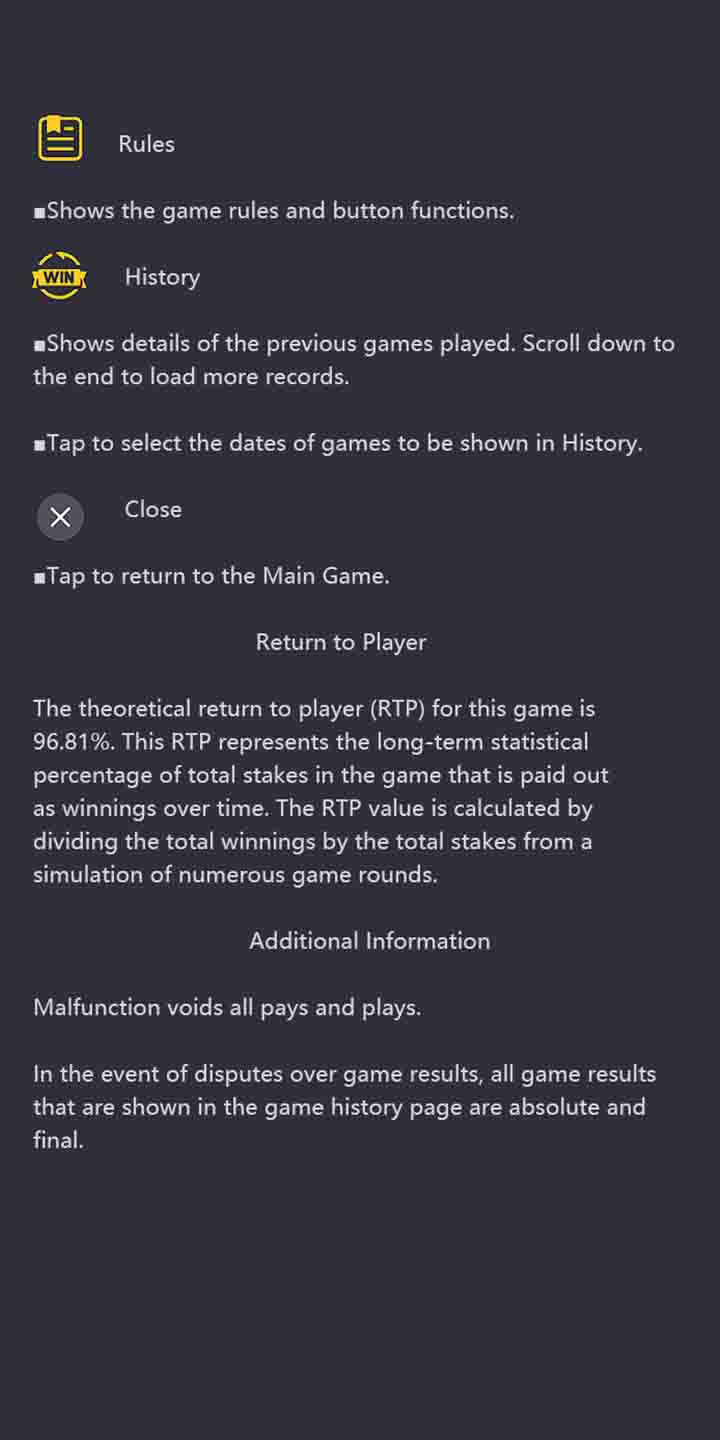 Rules
■Shows the game rules and button functions.
WIN
History
■Shows details of the previous games played. Scroll down to
the end to load more records.
■Tap to select the dates of games to be shown in History.
Close
■Tap to return to the Main Game.
Return to Player
The theoretical return to player (RTP) for this game is
96.81%. This RTP represents the long-term statistical
percentage of total stakes in the game that is paid out
as winnings over time. The RTP value is calculated by
dividing the total winnings by the total stakes from a
simulation of numerous game rounds.
Additional Information
Malfunction voids all pays and plays.
In the event of disputes over game results, all game results
that are shown in the game history page are absolute and
final.